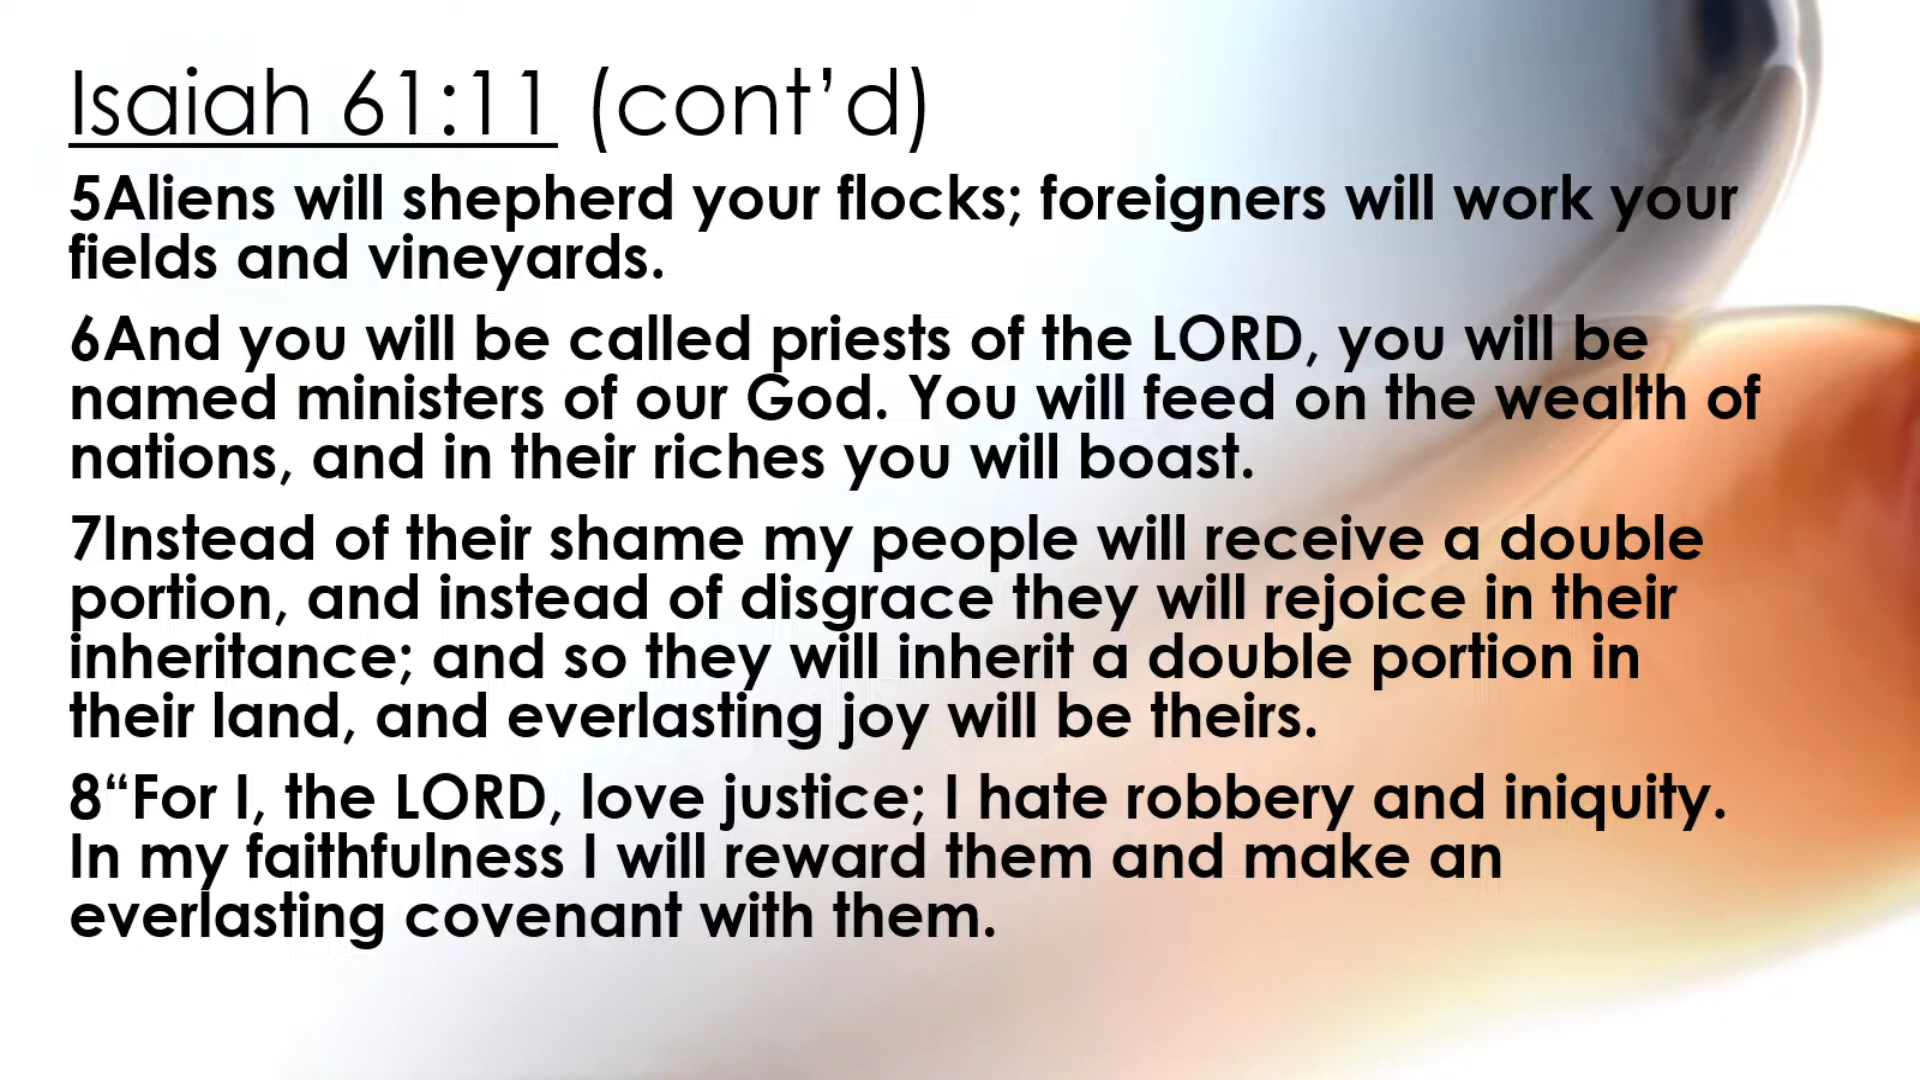 Isaiah 61:11 (cont’d)
5Aliens will shepherd your flocks; foreigners will work your
fields and vineyards.
6And you will be called priests of the LORD, you will be
named ministers of our God. You will feed on the wealth of
nations, and in their riches you will boast.
7Instead of their shame my people will receive a double
portion, and instead of disgrace they will rejoice in their
inheritance; and so they will inherit a double portion in
their land, and everlasting joy will be theirs.
8“For I, the LORD, love justice; I hate robbery and iniquity.
In my faithfulness I will reward them and make an
everlasting covenant with them.